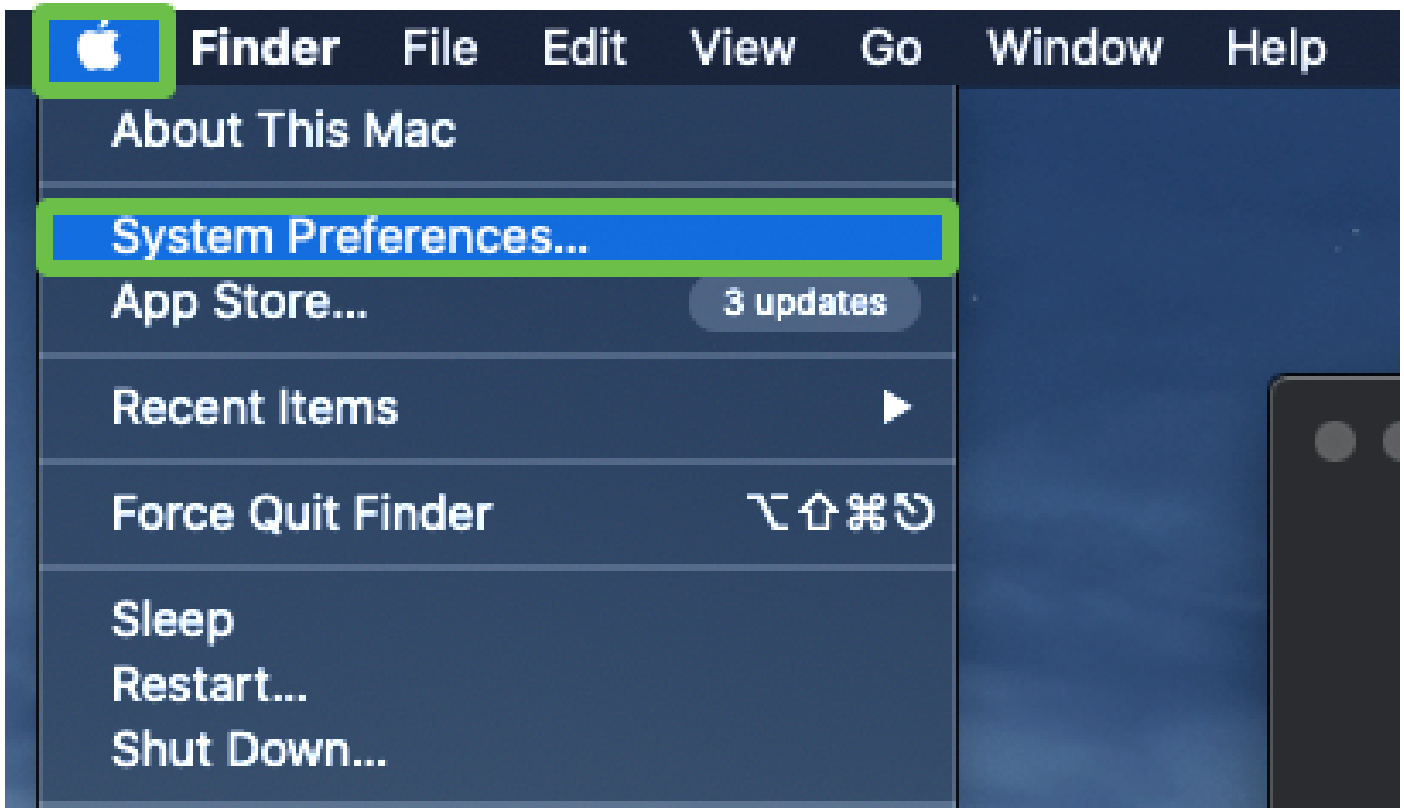 Finder File Edit View Go Window Help
About This Mac
System Preferences...
App Store... 3 updates
Recent Items ▶
Force Quit Finder ⌥⇧⌘⎋
Sleep
Restart...
Shut Down...